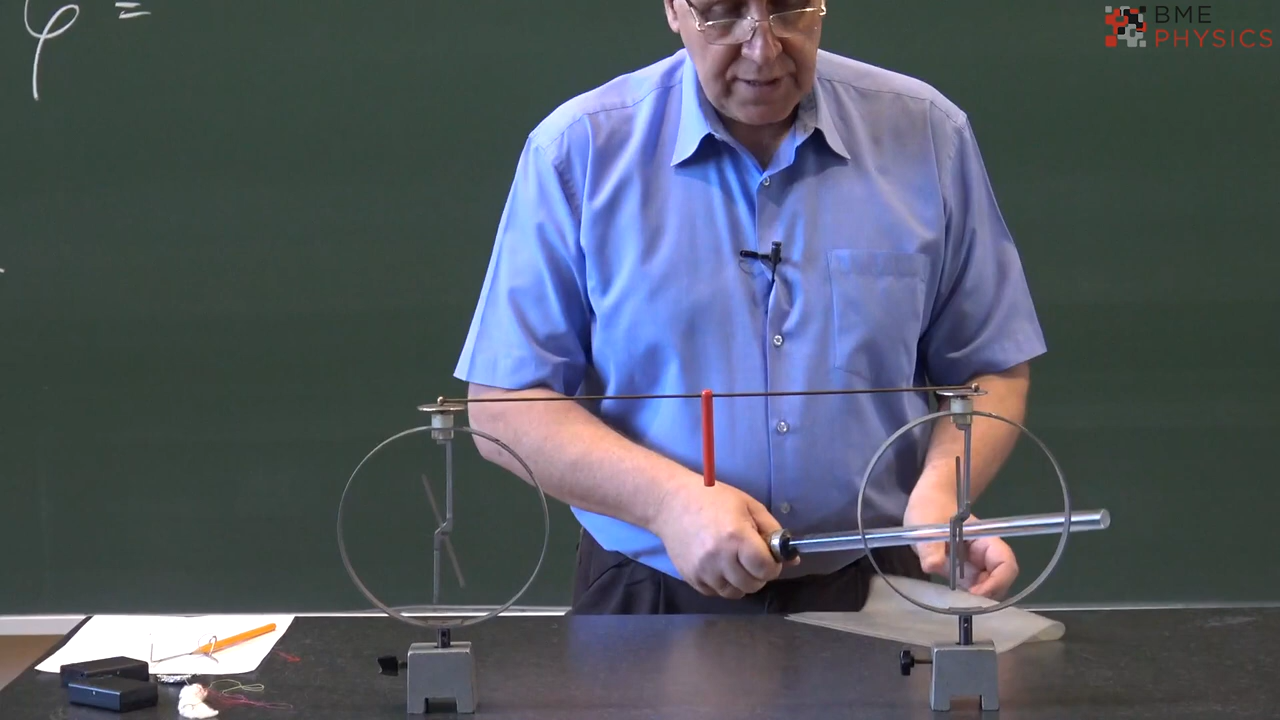 φ =
BME
PHYSICS